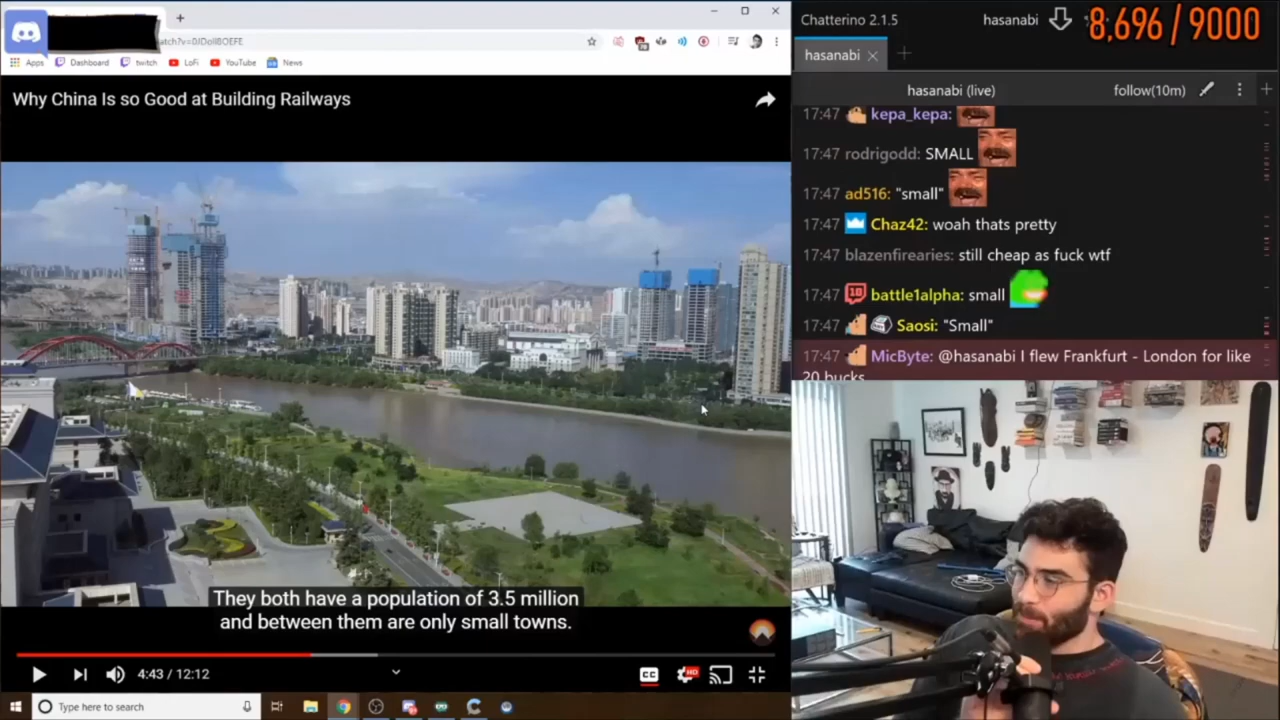 Chatterino 2.1.5
hasanabi
8,696 / 9000
hasanabi
hasanabi (live)
follow(10m)
Apps
Dashboard
twitch
LoFi
YouTube
News
Why China Is so Good at Building Railways
They both have a population of 3.5 million
and between them are only small towns.
4:43 / 12:12
CC
HD
Type here to search
17:47 kepa_kepa:
17:47 rodrigodd: SMALL
17:47 ad516: "small"
17:47 Chaz42: woah thats pretty
17:47 blazenfirearies: still cheap as fuck wtf
17:47 battle1alpha: small
17:47 Saosi: "Small"
17:47 MicByte: @hasanabi I flew Frankfurt - London for like
20 bucks